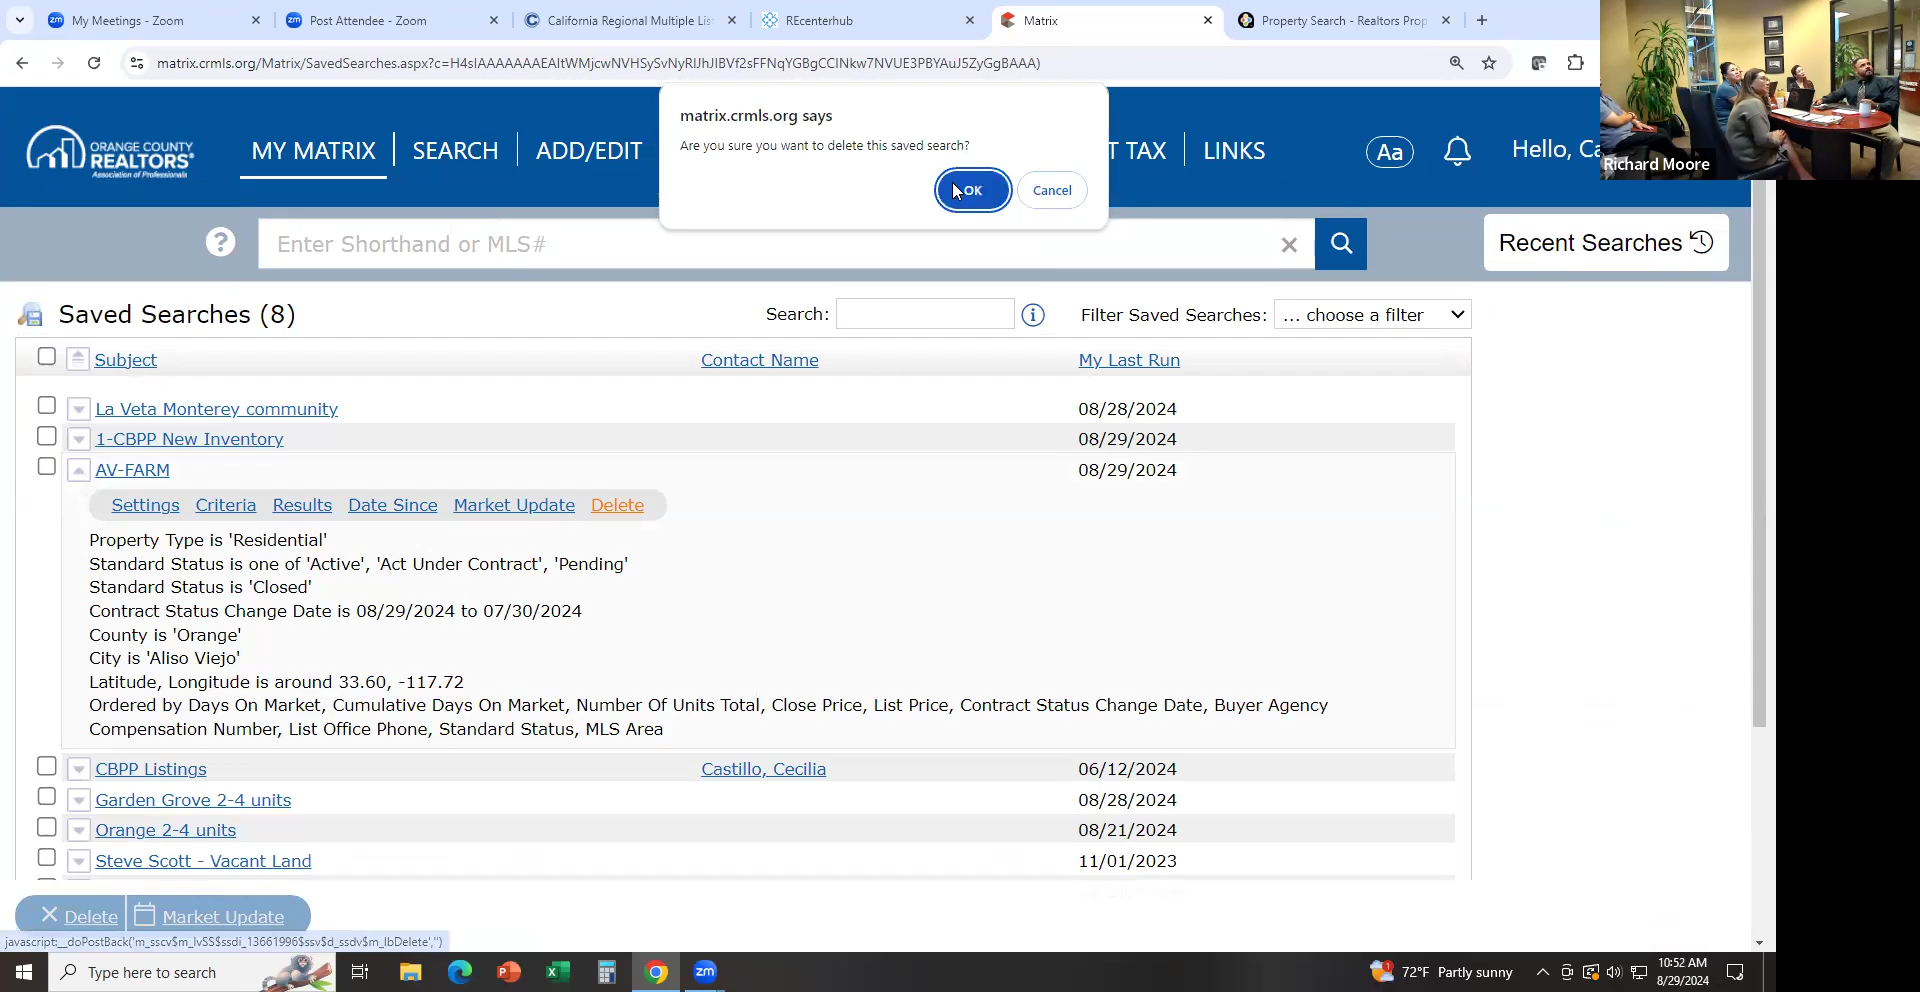 My Meetings - Zoom
Post Attendee - Zoom
California Regional Multiple Lis
REcenterhub
Matrix
Property Search - Realtors Prop
matrix.crmls.org/Matrix/SavedSearches.aspx?c=H4sIAAAAAAAEAItWMjcwNVHSySvNyRIJhJIBVf2sFFNqYGBgCCINkw7NVUE3PBYAuJ5ZyGgBAAA)
matrix.crmls.org says
Are you sure you want to delete this saved search?
OK
Cancel
ORANGE COUNTY
REALTORS®
Association of Professionals
MY MATRIX
SEARCH
ADD/EDIT
T TAX
LINKS
Aa
Hello, Ca
Richard Moore
?
Enter Shorthand or MLS#
Recent Searches
Saved Searches (8)
Search:
Filter Saved Searches:
... choose a filter
Subject
Contact Name
My Last Run
La Veta Monterey community
08/28/2024
1-CBPP New Inventory
08/29/2024
AV-FARM
08/29/2024
Settings Criteria Results Date Since Market Update Delete
Property Type is 'Residential'
Standard Status is one of 'Active', 'Act Under Contract', 'Pending'
Standard Status is 'Closed'
Contract Status Change Date is 08/29/2024 to 07/30/2024
County is 'Orange'
City is 'Aliso Viejo'
Latitude, Longitude is around 33.60, -117.72
Ordered by Days On Market, Cumulative Days On Market, Number Of Units Total, Close Price, List Price, Contract Status Change Date, Buyer Agency
Compensation Number, List Office Phone, Standard Status, MLS Area
CBPP Listings
Castillo, Cecilia
06/12/2024
Garden Grove 2-4 units
08/28/2024
Orange 2-4 units
08/21/2024
Steve Scott - Vacant Land
11/01/2023
Delete
Market Update
javascript:__doPostBack('m_sscv$m_lvSS$ssdi_13661996$ssv$d_ssdv$m_lbDelete','')
Type here to search
zm
72°F Partly sunny
10:52 AM
8/29/2024